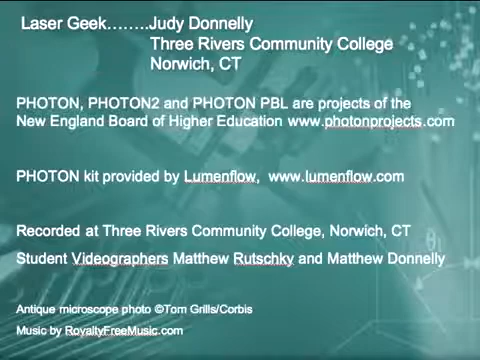 Laser Geek........Judy Donnelly
Three Rivers Community College
Norwich, CT
PHOTON, PHOTON2 and PHOTON PBL are projects of the
New England Board of Higher Education www.photonprojects.com
PHOTON kit provided by Lumenflow, www.lumenflow.com
Recorded at Three Rivers Community College, Norwich, CT
Student Videographers Matthew Rutschky and Matthew Donnelly
Antique microscope photo ©Tom Grills/Corbis
Music by RoyaltyFreeMusic.com